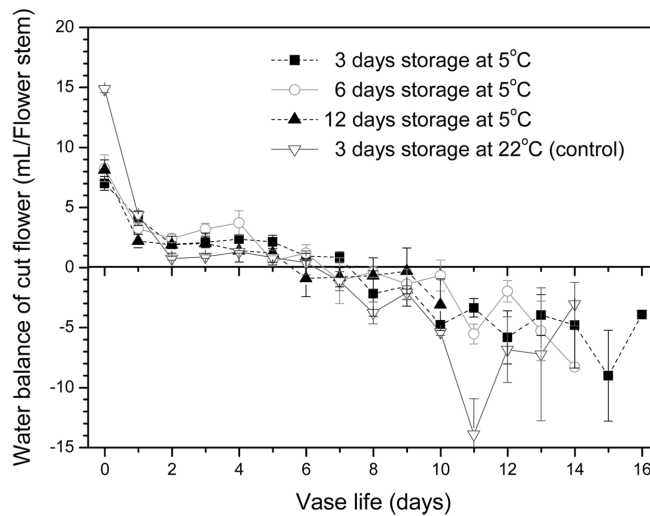 Water balance of cut flower (mL/Flower stem)
20
15
10
5
0
-5
-10
-15
3 days storage at 5°C
6 days storage at 5°C
12 days storage at 5°C
3 days storage at 22°C (control)
0 2 4 6 8 10 12 14 16
Vase life (days)